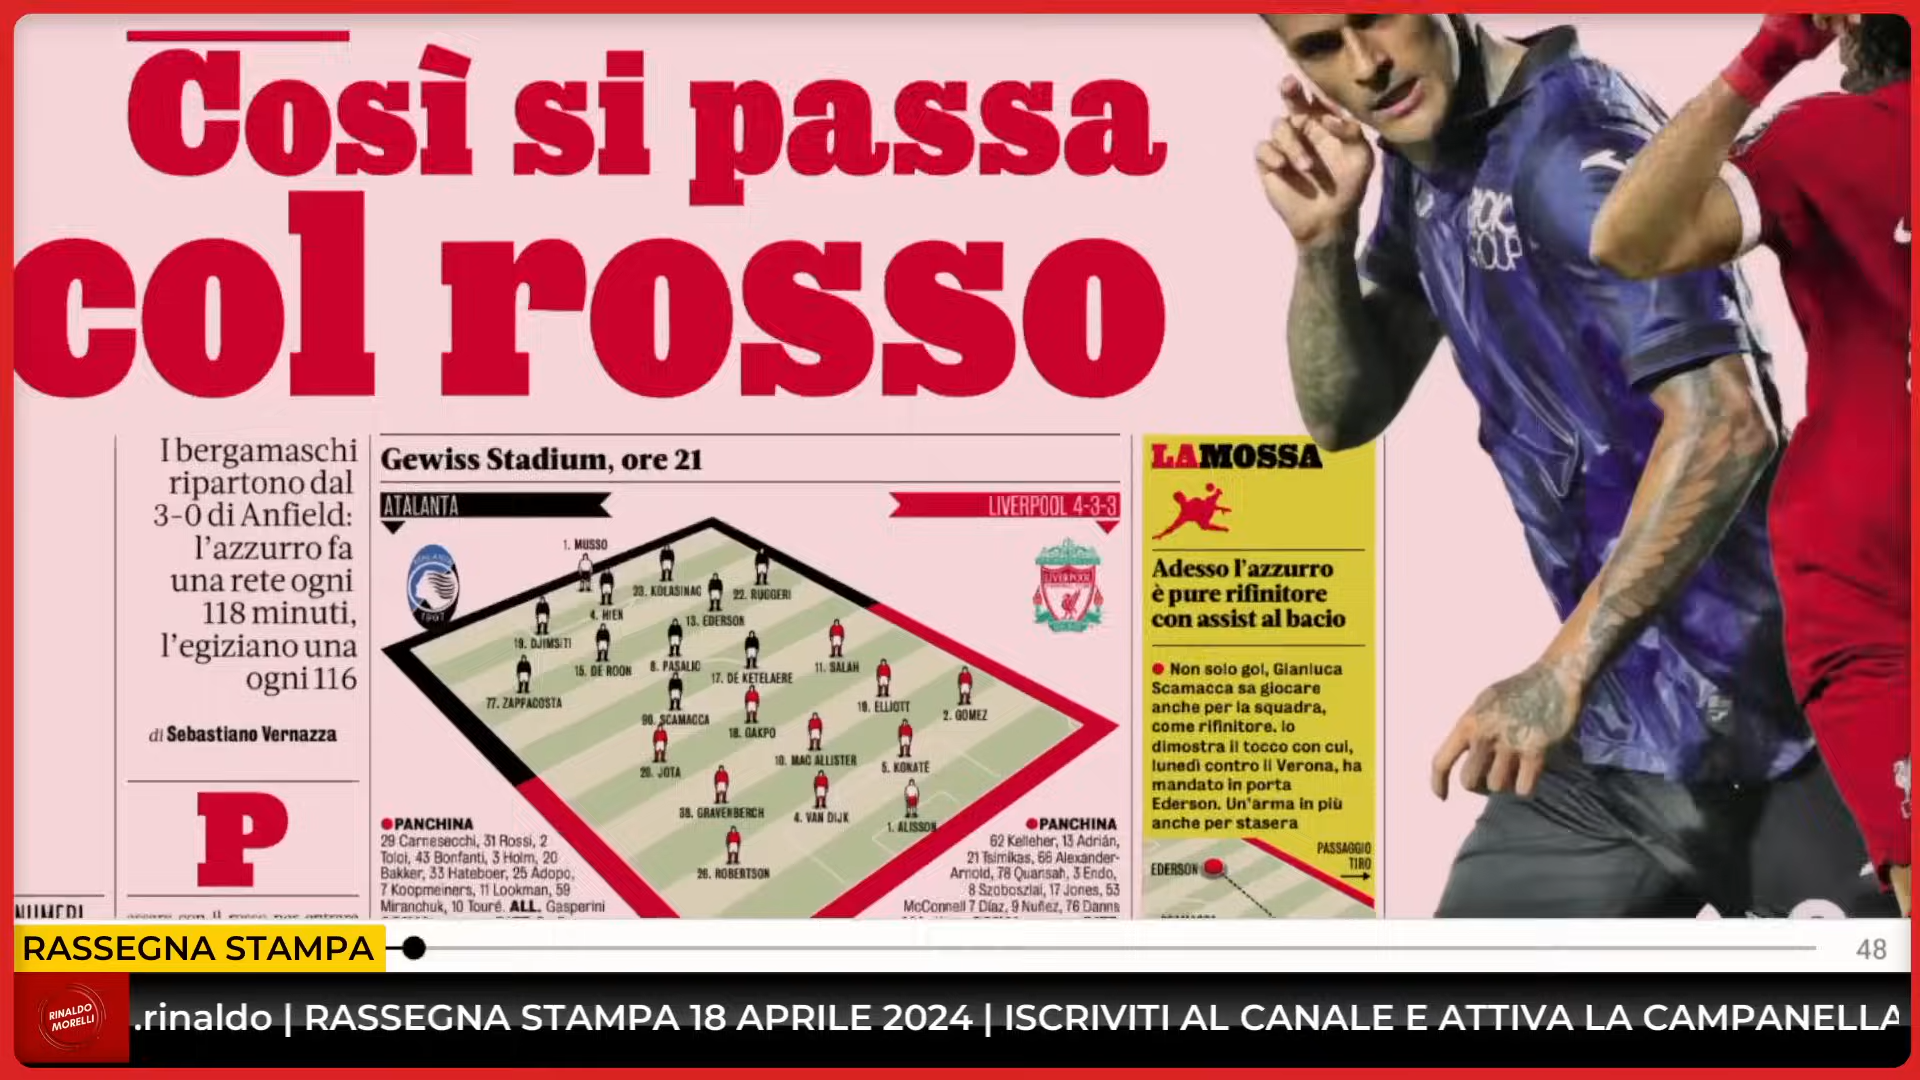 Così si passa
col rosso
I bergamaschi
ripartono dal
3-0 di Anfield:
l'azzurro fa
una rete ogni
118 minuti,
l'egiziano una
ogni 116
di Sebastiano Vernazza
P
NUMERI
Gewiss Stadium, ore 21
ATALANTA
LIVERPOOL 4-3-3
1907
LIVERPOOL
1. MUSSO
23. KOLASINAC
22. RUGGERI
4. HIEN
13. EDERSON
19. DJIMSITI
15. DE ROON
8. PASALIC
17. DE KETELAERE
11. SALAH
77. ZAPPACOSTA
90. SCAMACCA
18. GAKPO
19. ELLIOTT
2. GOMEZ
20. JOTA
10. MAC ALLISTER
5. KONATÉ
38. GRAVENBERCH
4. VAN DIJK
1. ALISSON
26. ROBERTSON
PANCHINA
29 Carnesecchi, 31 Rossi, 2
Toloi, 43 Bonfanti, 3 Holm, 20
Bakker, 33 Hateboer, 25 Adopo,
7 Koopmeiners, 11 Lookman, 59
Miranchuk, 10 Touré. ALL. Gasperini
PANCHINA
62 Kelleher, 13 Adrián,
21 Tsimikas, 66 Alexander-
Arnold, 78 Quansah, 3 Endo,
8 Szoboszlai, 17 Jones, 53
McConnell 7 Díaz, 9 Nuñez, 76 Danns
LAMOSSA
Adesso l'azzurro
è pure rifinitore
con assist al bacio
Non solo gol, Gianluca
Scamacca sa giocare
anche per la squadra,
come rifinitore. lo
dimostra il tocco con cui,
lunedì contro il Verona, ha
mandato in porta
Ederson. Un'arma in più
anche per stasera
PASSAGGIO
TIRO
EDERSON
GROUP
RASSEGNA STAMPA
48
RINALDO
MORELLI
.rinaldo | RASSEGNA STAMPA 18 APRILE 2024 | ISCRIVITI AL CANALE E ATTIVA LA CAMPANELLA